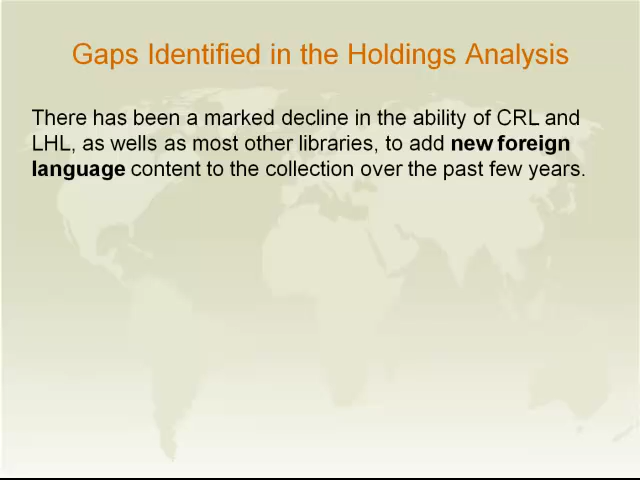 Gaps Identified in the Holdings Analysis
There has been a marked decline in the ability of CRL and
LHL, as wells as most other libraries, to add new foreign
language content to the collection over the past few years.